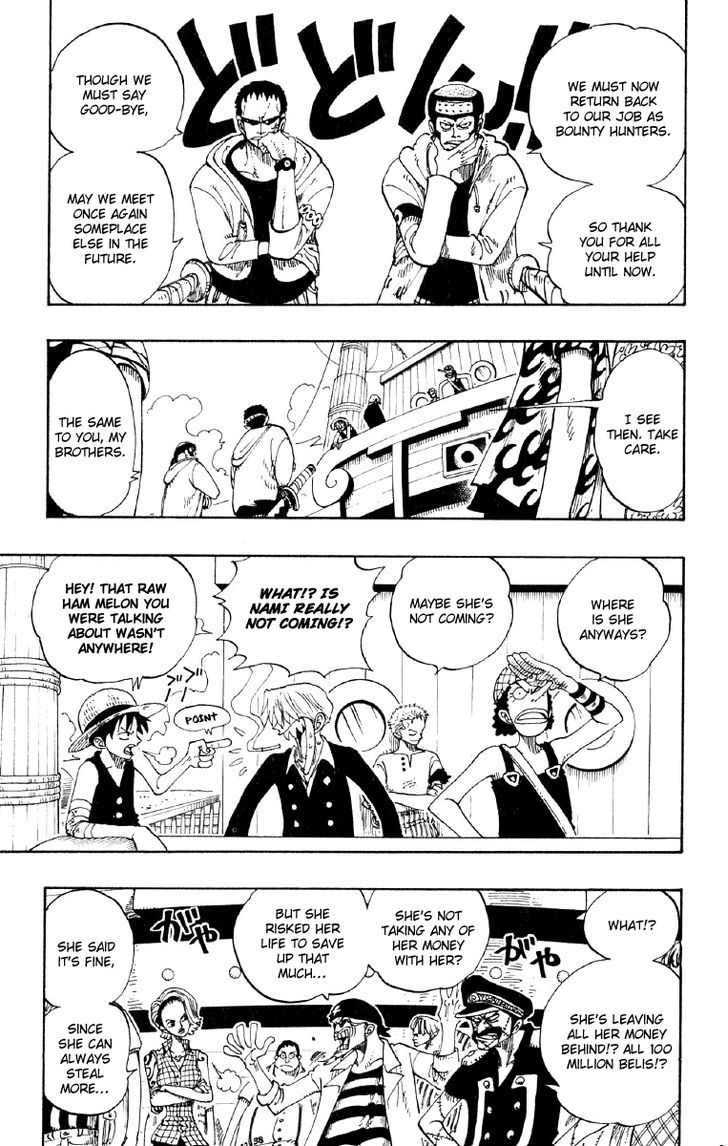 どどん!!
WE MUST NOW
RETURN BACK
TO OUR JOB AS
BOUNTY HUNTERS.
SO THANK
YOU FOR ALL
YOUR HELP
UNTIL NOW.
THOUGH WE
MUST SAY
GOOD-BYE,
MAY WE MEET
ONCE AGAIN
SOMEPLACE
ELSE IN THE
FUTURE.
I SEE
THEN. TAKE
CARE.
THE SAME
TO YOU, MY
BROTHERS.
WHERE
IS SHE
ANYWAYS?
MAYBE SHE'S
NOT COMING?
WHAT!? IS
NAMI REALLY
NOT COMING!?
HEY! THAT RAW
HAM MELON YOU
WERE TALKING
ABOUT WASN'T
ANYWHERE!
POINT
WHAT!?
SHE'S LEAVING
ALL HER MONEY
BEHIND!? ALL 100
MILLION BELIS!?
がや
SHE'S NOT
TAKING ANY OF
HER MONEY
WITH HER?
BUT SHE
RISKED HER
LIFE TO SAVE
UP THAT
MUCH...
がや
SHE SAID
IT'S FINE,
SINCE SHE
CAN ALWAYS
STEAL
MORE...